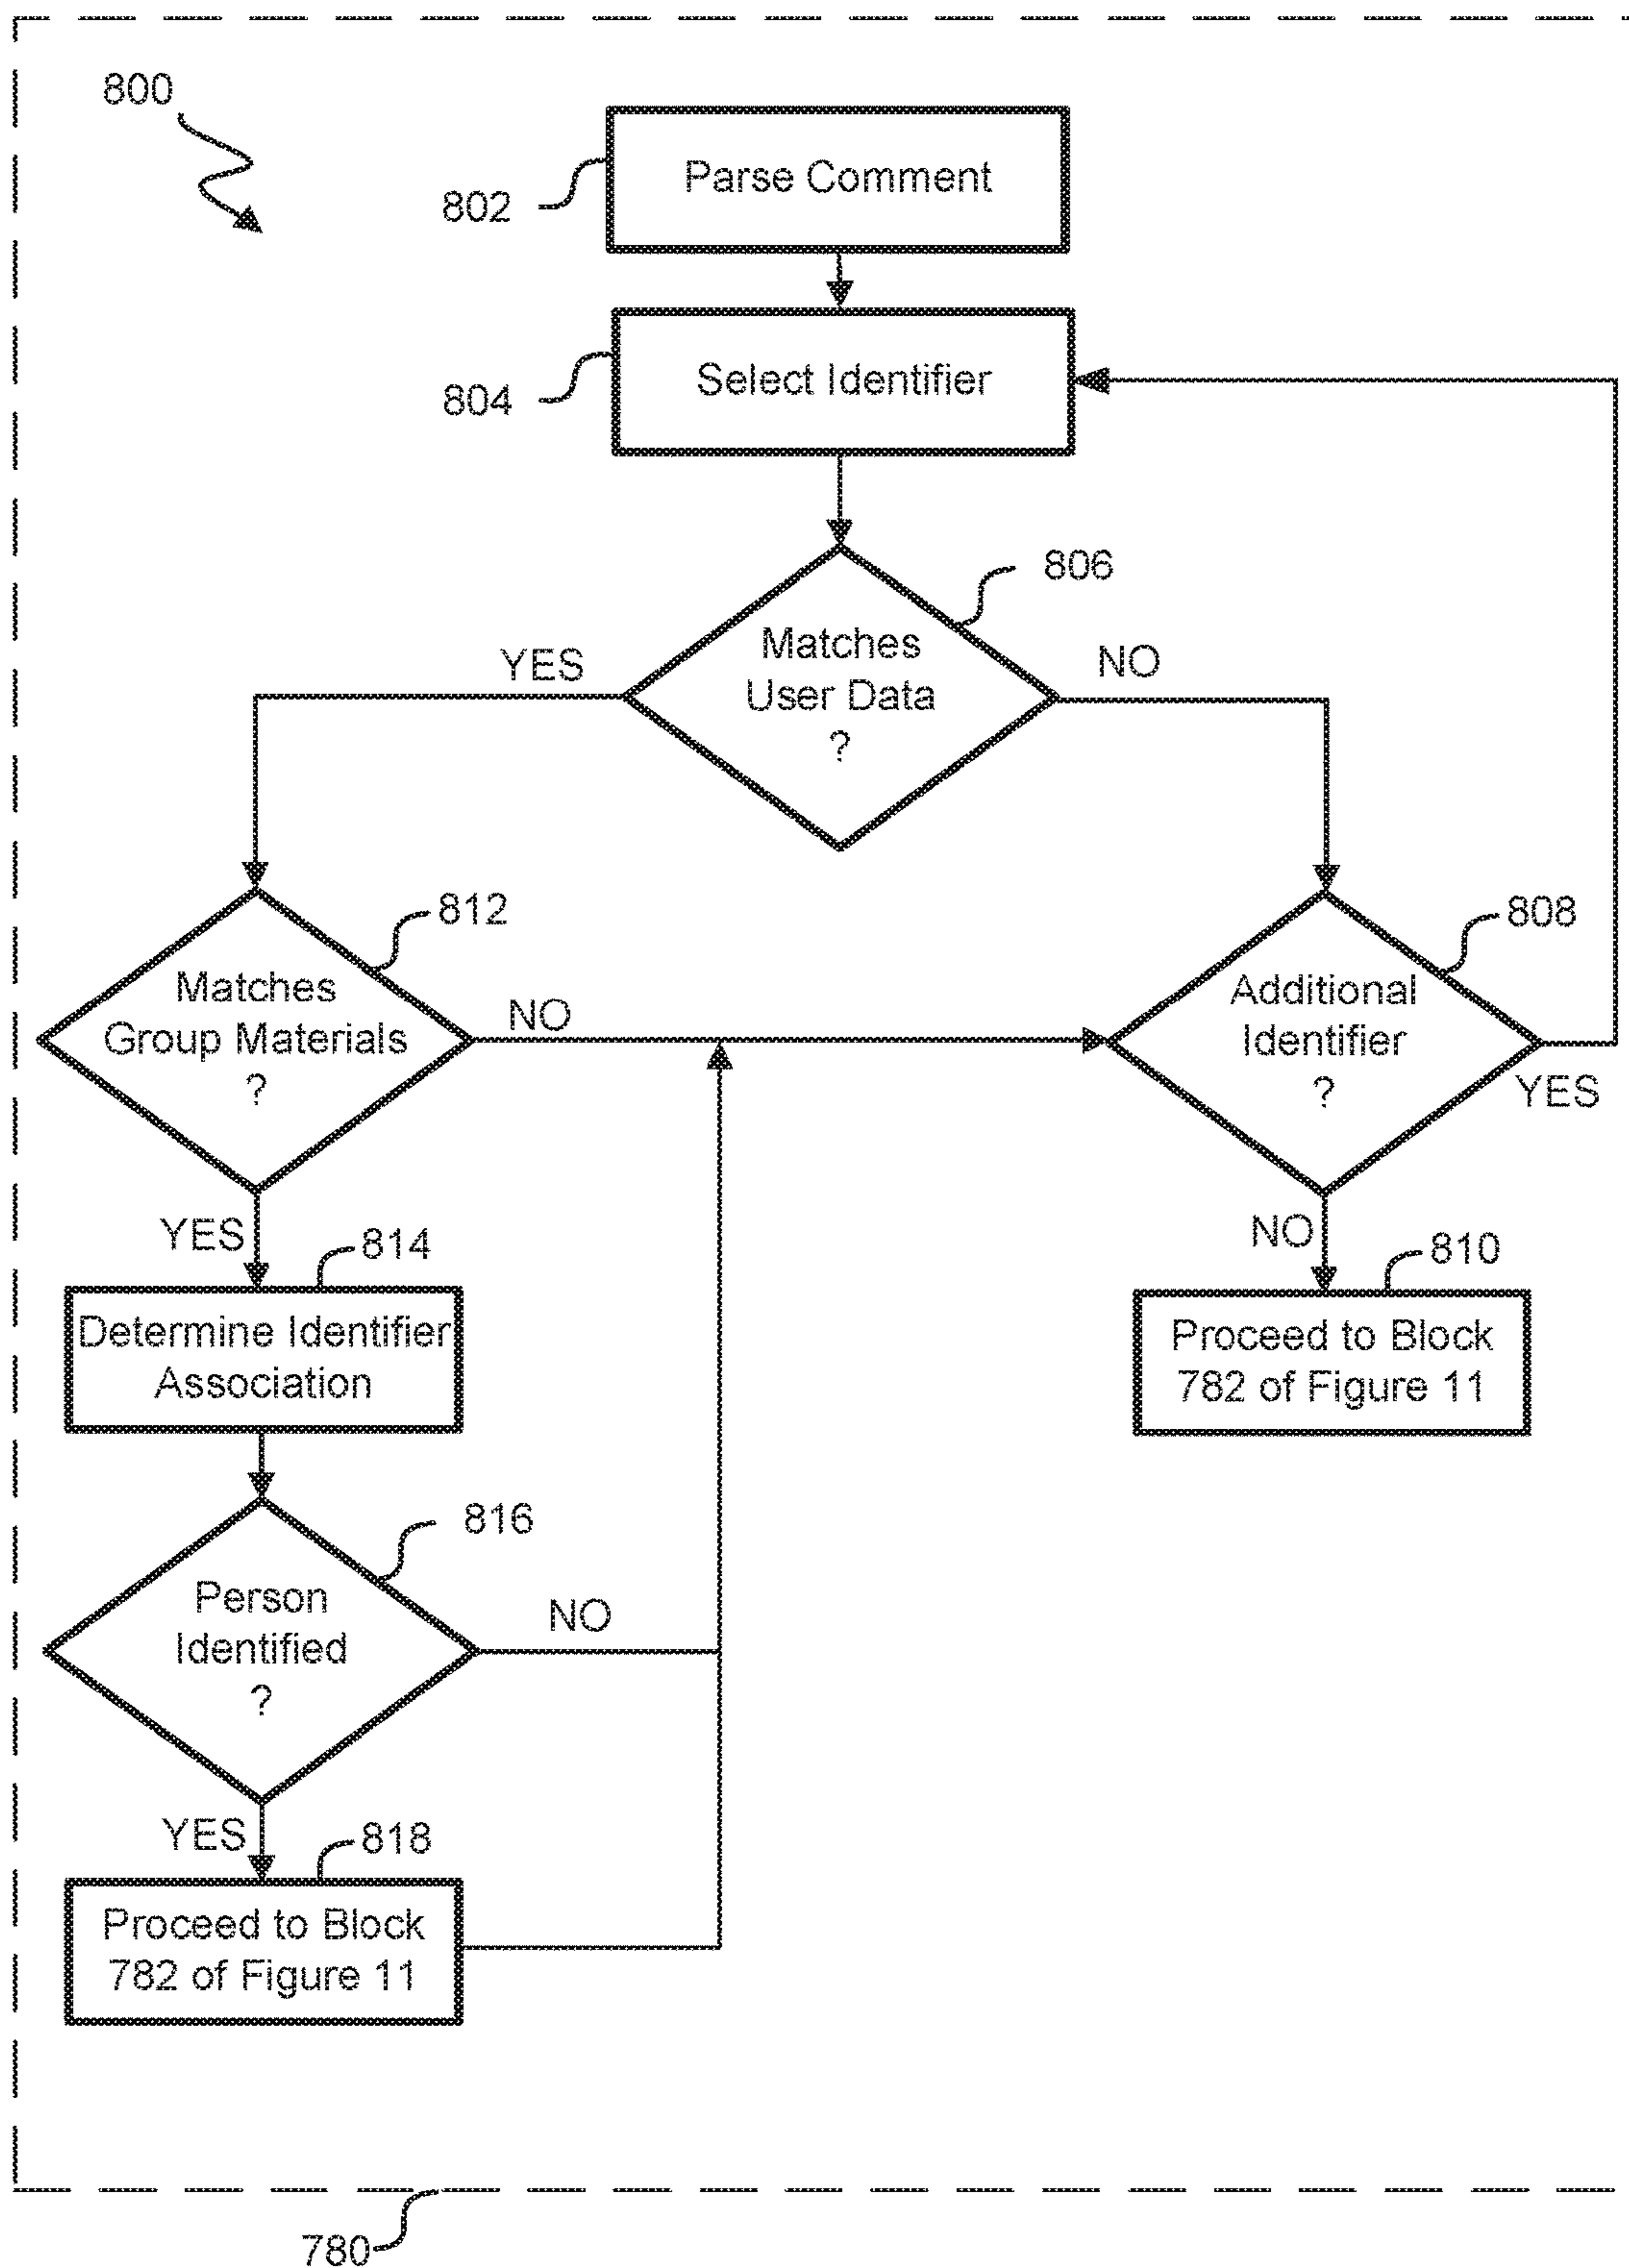 800
Parse Comment
802
Select Identifier
804
806
Matches
User Data
?
YES
NO
812
808
Matches
Group Materials
?
NO
Additional
Identifier
?
YES
YES
NO
814
810
Determine Identifier
Association
Proceed to Block
782 of Figure 11
816
Person
Identified
?
NO
YES
818
Proceed to Block
782 of Figure 11
780